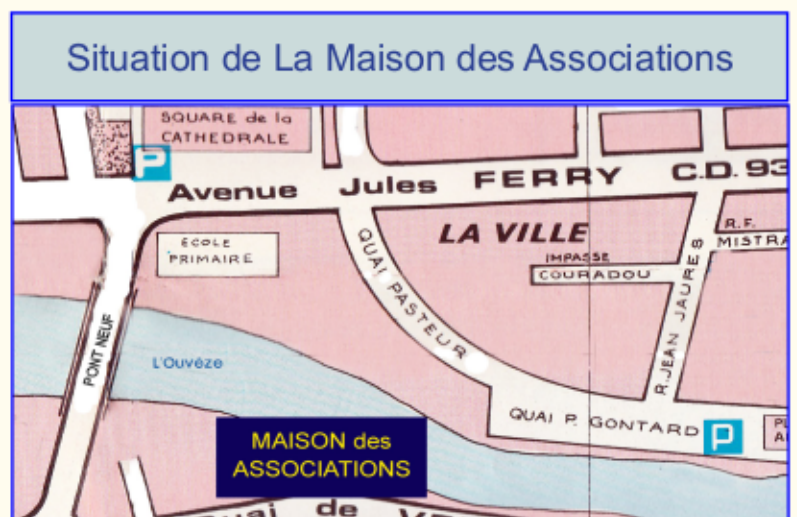 Situation de La Maison des Associations
SQUARE de la
CATHEDRALE
P
Avenue Jules FERRY C.D. 93
LA VILLE
R.F.
MISTRA
ECOLE
PRIMAIRE
IMPASSE
COURADOU
QUAI PASTEUR
R. JEAN JAURES
PONT NEUF
L'Ouvèze
QUAI P. GONTARD
P
MAISON des
ASSOCIATIONS
Quai de